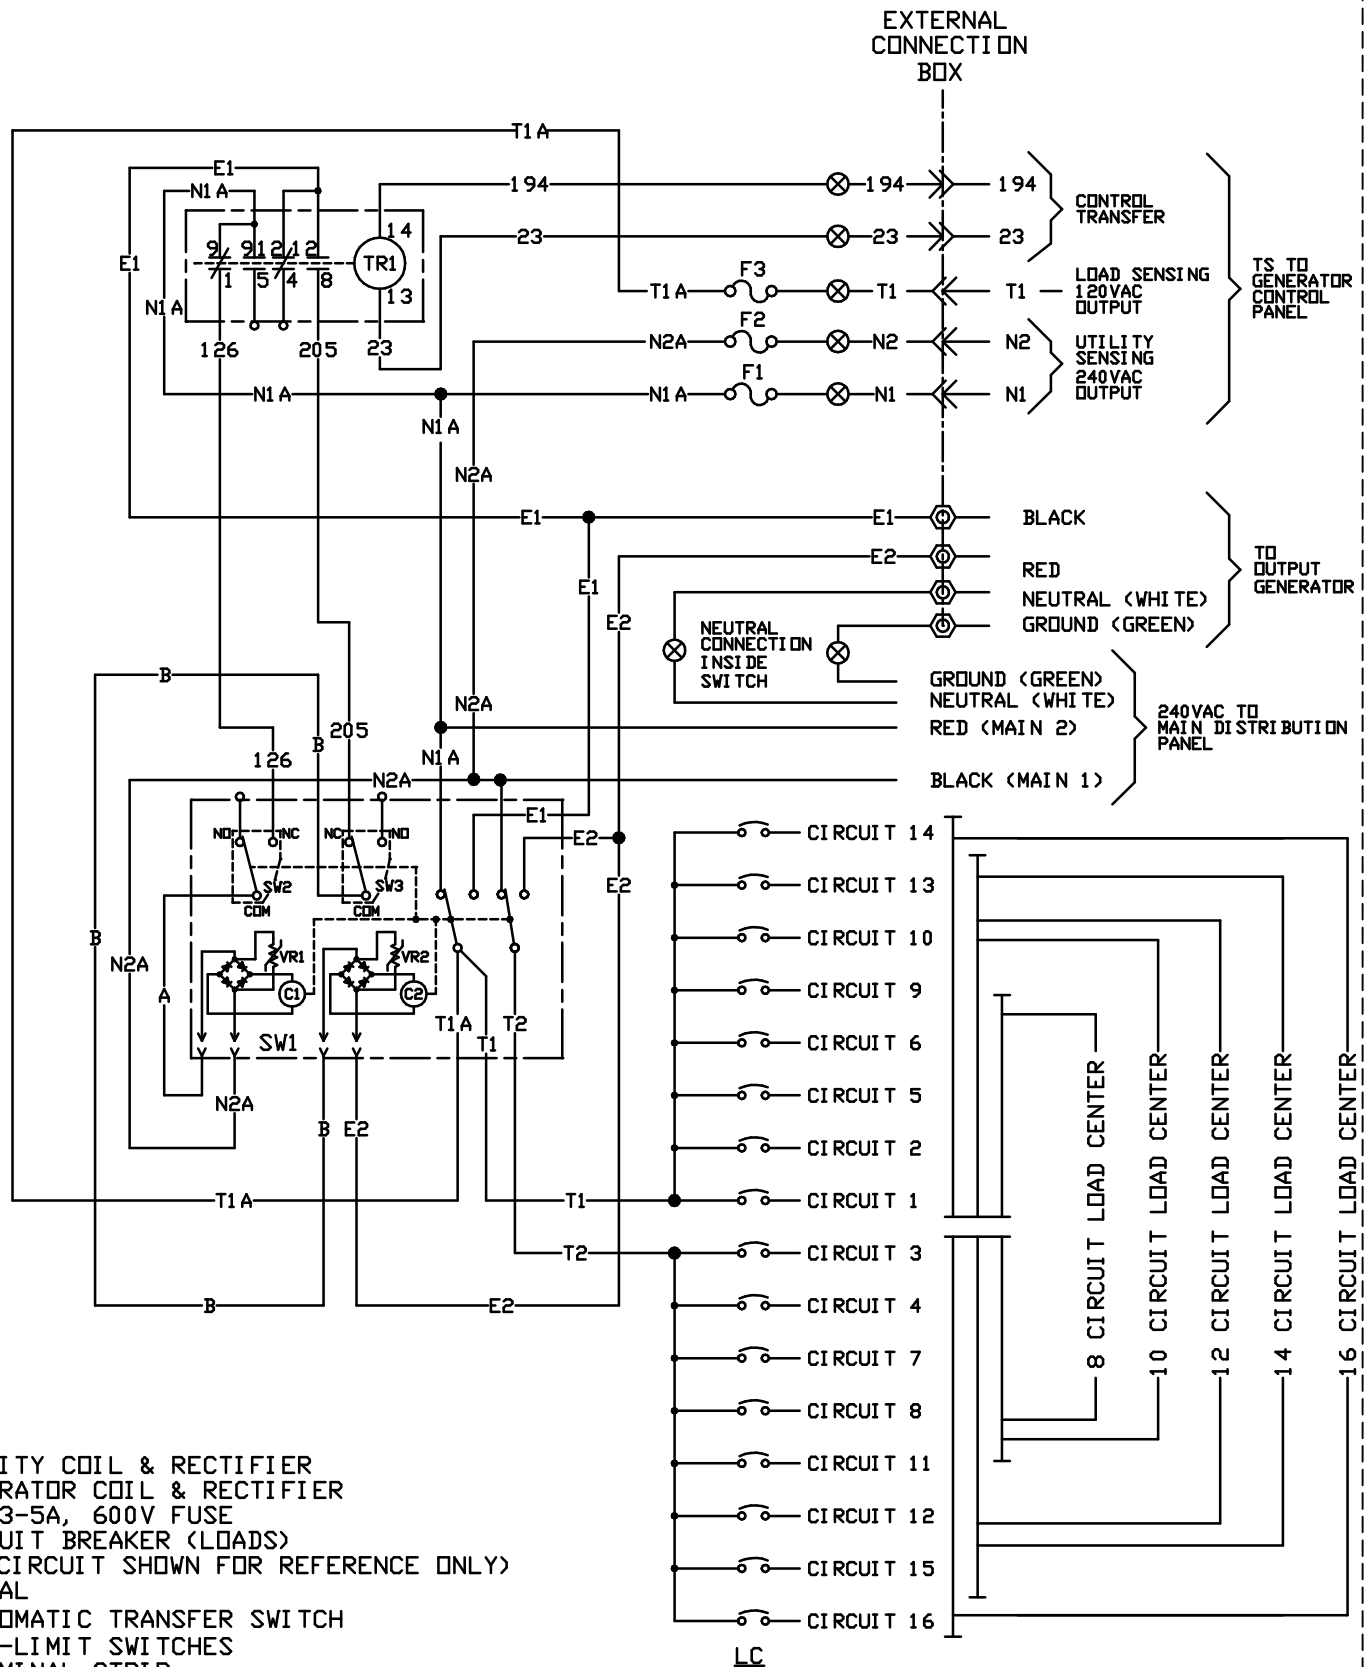 EXTERNAL
CONNECTION
BOX
T1A
E1
N1A
194
194
194
CONTROL
TRANSFER
14
23
23
23
9
9
12
12
TR1
E1
1
5
4
8
13
F3
T1A
T1
T1
LOAD SENSING
120VAC
OUTPUT
TS TO
GENERATOR
CONTROL
PANEL
N1A
F2
126
205
23
N2A
N2
N2
UTILITY
SENSING
240VAC
OUTPUT
F1
N1A
N1A
N1
N1
N1A
N2A
E1
E1
BLACK
E2
RED
TO
OUTPUT
GENERATOR
E1
NEUTRAL (WHITE)
E2
GROUND (GREEN)
NEUTRAL
CONNECTION
INSIDE
SWITCH
B
GROUND (GREEN)
NEUTRAL (WHITE)
N2A
RED (MAIN 2)
240VAC TO
MAIN DISTRIBUTION
PANEL
205
B
126
N1A
N2A
BLACK (MAIN 1)
E1
NO
NC
NC
NO
E2
CIRCUIT 14
SW2
SW3
E2
CIRCUIT 13
COM
COM
B
CIRCUIT 10
VR1
VR2
N2A
A
C1
C2
CIRCUIT 9
T1A
T2
SW1
T1
CIRCUIT 6
N2A
CIRCUIT 5
B
E2
CIRCUIT 2
T1A
T1
CIRCUIT 1
T2
CIRCUIT 3
B
E2
CIRCUIT 4
CIRCUIT 7
CIRCUIT 8
CIRCUIT 11
CIRCUIT 12
CIRCUIT 15
CIRCUIT 16
LC
8 CIRCUIT LOAD CENTER
10 CIRCUIT LOAD CENTER
12 CIRCUIT LOAD CENTER
14 CIRCUIT LOAD CENTER
16 CIRCUIT LOAD CENTER
ITY COIL & RECTIFIER
RATOR COIL & RECTIFIER
3-5A, 600V FUSE
UIT BREAKER (LOADS)
CIRCUIT SHOWN FOR REFERENCE ONLY)
AL
OMATIC TRANSFER SWITCH
-LIMIT SWITCHES
MINAL STRIP